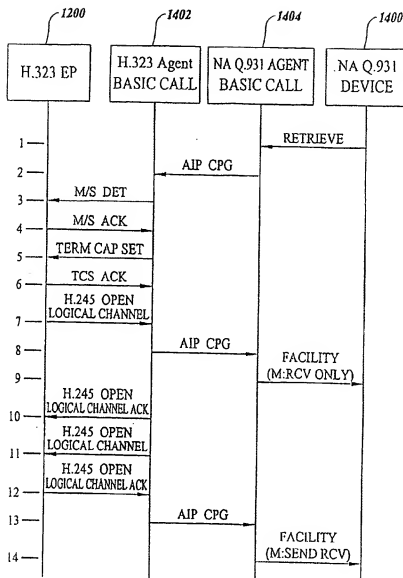 1200
1402
1404
1400
H.323 EP
H.323 Agent
BASIC CALL
NA Q.931 AGENT
BASIC CALL
NA Q.931
DEVICE
1
RETRIEVE
2
AIP CPG
3
M/S DET
4
M/S ACK
5
TERM CAP SET
6
TCS ACK
H.245 OPEN
7
LOGICAL CHANNEL
8
AIP CPG
FACILITY
9
(M:RCV ONLY)
H.245 OPEN
10
LOGICAL CHANNEL ACK
H.245 OPEN
11
LOGICAL CHANNEL
H.245 OPEN
12
LOGICAL CHANNEL ACK
13
AIP CPG
FACILITY
14
(M:SEND RCV)